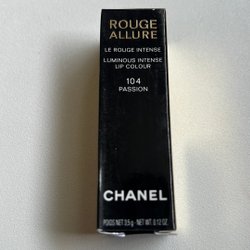 ROUGE
ALLURE
LE ROUGE INTENSE
LUMINOUS INTENSE
LIP COLOUR
104
PASSION
CHANEL
POIDS NET 3.5g - NET WT. 0.12 OZ.